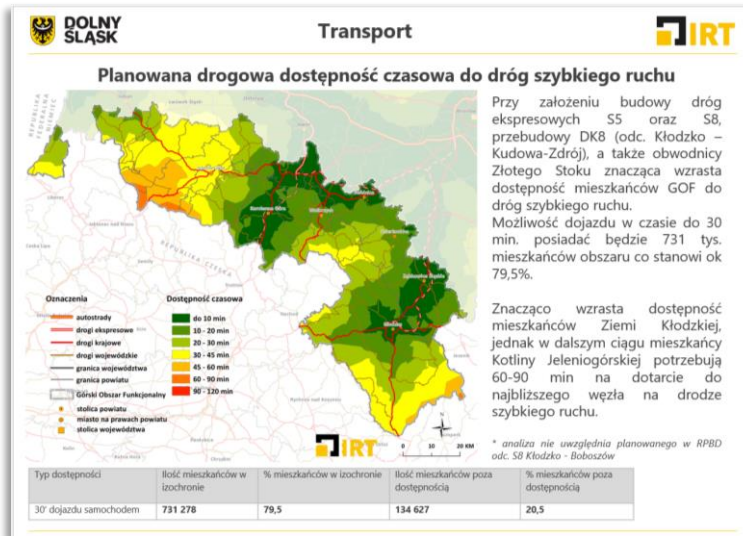 DOLNY
ŚLĄSK
Transport
IRT
Planowana drogowa dostępność czasowa do dróg szybkiego ruchu
Przy założeniu budowy dróg
ekspresowych S5 oraz S8,
przebudowy DK8 (odc. Kłodzko –
Kudowa-Zdrój), a także obwodnicy
Złotego Stoku znacząca wzrasta
dostępność mieszkańców GOF do
dróg szybkiego ruchu.
Możliwość dojazdu w czasie do 30
min. posiadać będzie 731 tys.
mieszkańców obszaru co stanowi ok
79,5%.
Znacząco wzrasta dostępność
mieszkańców Ziemi Kłodzkiej,
jednak w dalszym ciągu mieszkańcy
Kotliny Jeleniogórskiej potrzebują
60-90 min na dotarcie do
najbliższego węzła na drodze
szybkiego ruchu.
* analiza nie uwzględnia planowanego w RPBD
odc. S8 Kłodzko - Boboszów
REPUBLIKA
FEDERALNA
NIEMIEC
REPUBLIKA CZESKA
Oznaczenia
autostrady
drogi ekspresowe
drogi krajowe
drogi wojewódzkie
granica województwa
granica powiatu
Górski Obszar Funkcjonalny
stolica powiatu
miasto na prawach powiatu
stolica województwa
Dostępność czasowa
do 10 min
10 - 20 min
20 - 30 min
30 - 45 min
45 - 60 min
60 - 90 min
90 - 120 min
IRT
N
0 10 20 KM
Typ dostępności Ilość mieszkańców w izochronie % mieszkańców w izochronie Ilość mieszkańców poza dostępnością % mieszkańców poza dostępnością
30' dojazdu samochodem 731 278 79,5 134 627 20,5